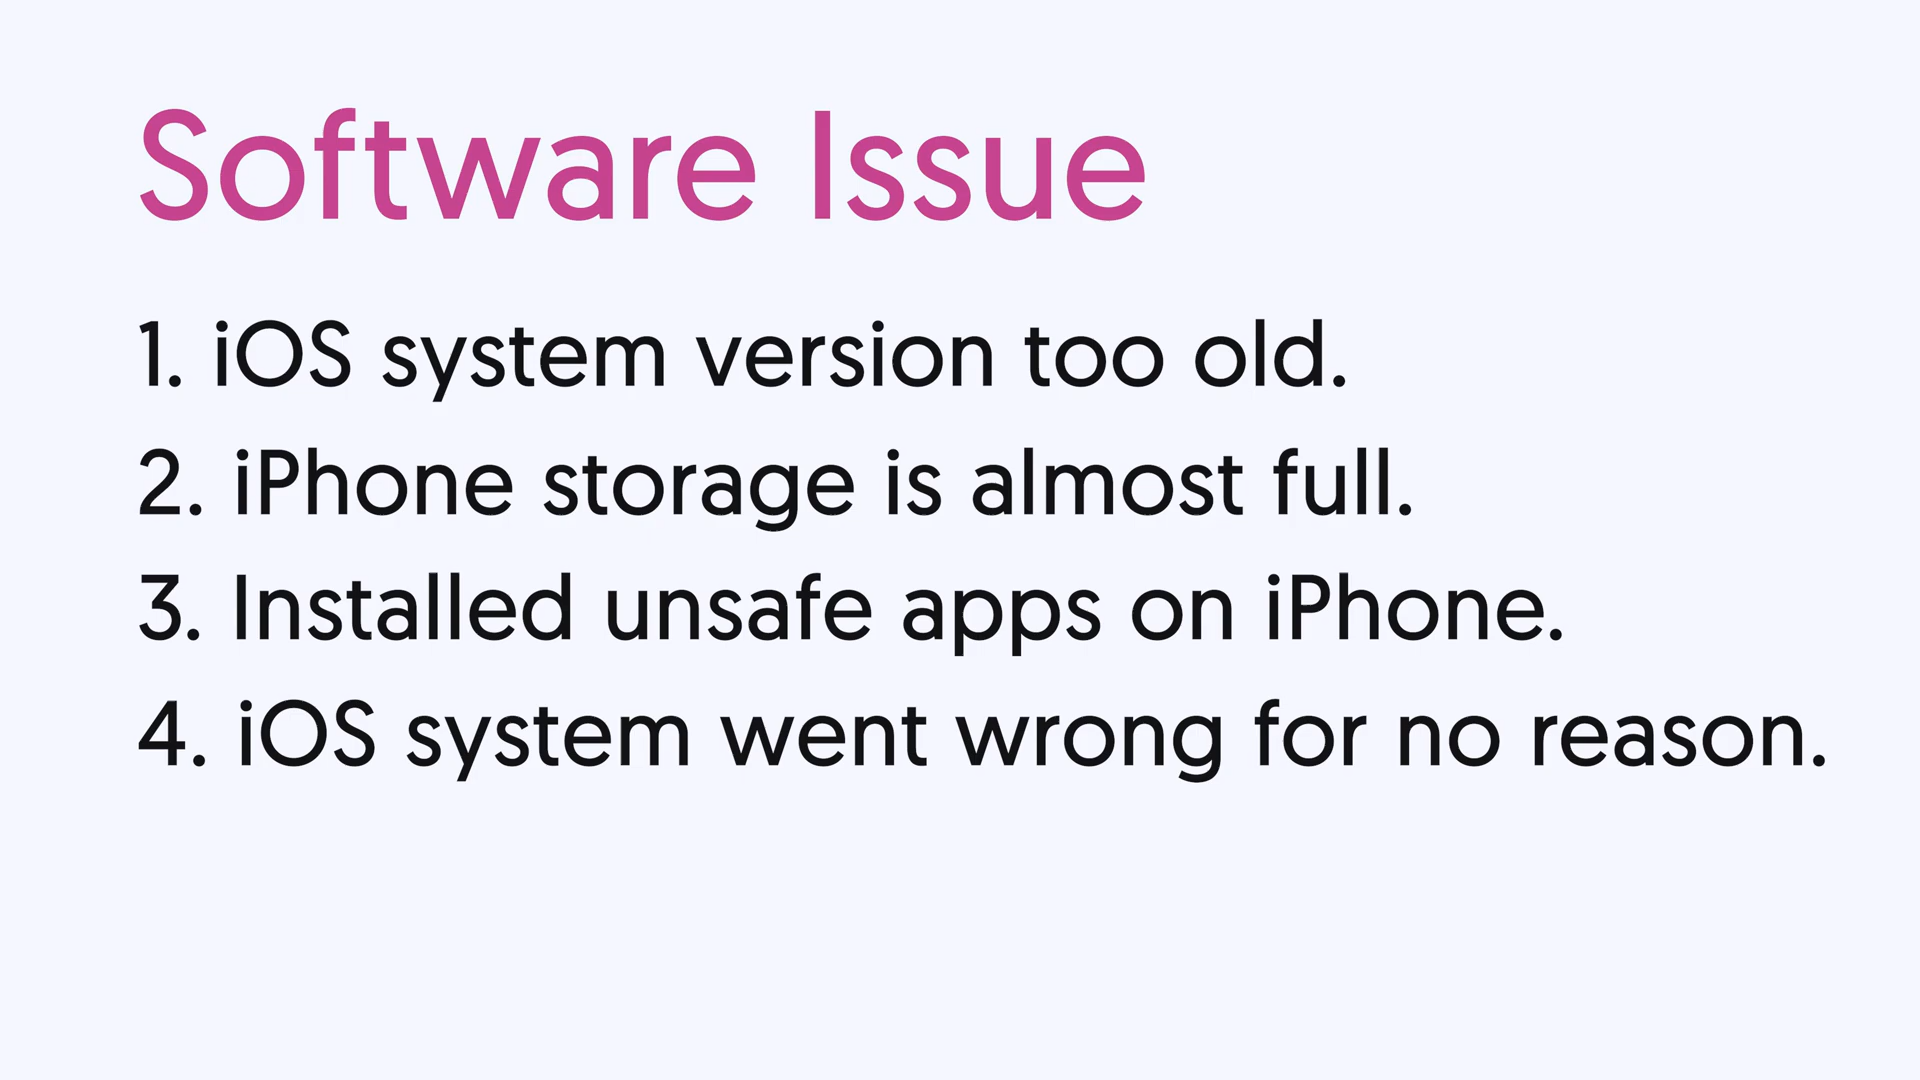 Software Issue
1. iOS system version too old.
2. iPhone storage is almost full.
3. Installed unsafe apps on iPhone.
4. iOS system went wrong for no reason.